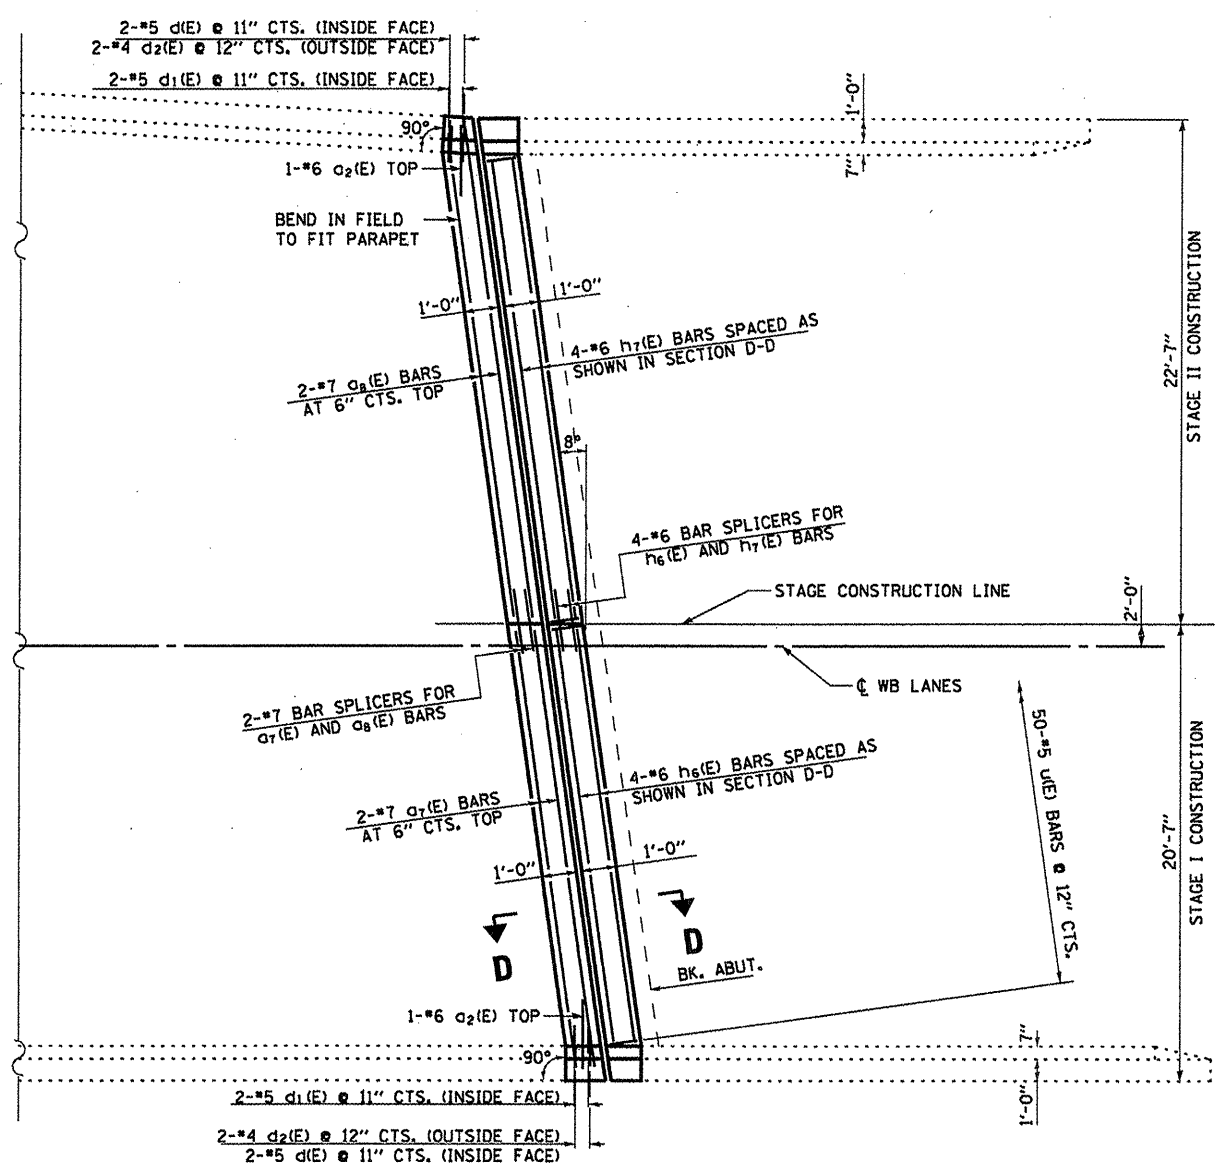 2-#5 d(E) @ 11" CTS. (INSIDE FACE)
2-#4 d2(E) @ 12" CTS. (OUTSIDE FACE)
2-#5 d1(E) @ 11" CTS. (INSIDE FACE)
1'-0"
90°
7"
1-#6 a2(E) TOP
BEND IN FIELD
TO FIT PARAPET
1'-0"
1'-0"
4-#6 h7(E) BARS SPACED AS
SHOWN IN SECTION D-D
2-#7 a8(E) BARS
AT 6" CTS. TOP
22'-7"
STAGE II CONSTRUCTION
8°
4-#6 BAR SPLICERS FOR
h6(E) AND h7(E) BARS
STAGE CONSTRUCTION LINE
2'-0"
℄ WB LANES
2-#7 BAR SPLICERS FOR
a7(E) AND a8(E) BARS
50-#5 u(E) BARS @ 12" CTS.
4-#6 h6(E) BARS SPACED AS
SHOWN IN SECTION D-D
2-#7 a7(E) BARS
AT 6" CTS. TOP
20'-7"
STAGE I CONSTRUCTION
1'-0"
1'-0"
D
D
BK. ABUT.
1-#6 a2(E) TOP
90°
7"
1'-0"
2-#5 d1(E) @ 11" CTS. (INSIDE FACE)
2-#4 d2(E) @ 12" CTS. (OUTSIDE FACE)
2-#5 d(E) @ 11" CTS. (INSIDE FACE)